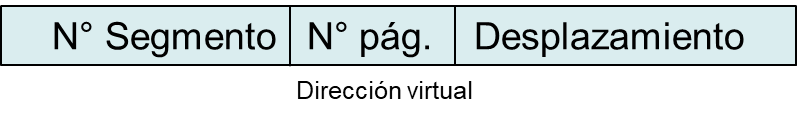 N° Segmento N° pág. Desplazamiento
Dirección virtual